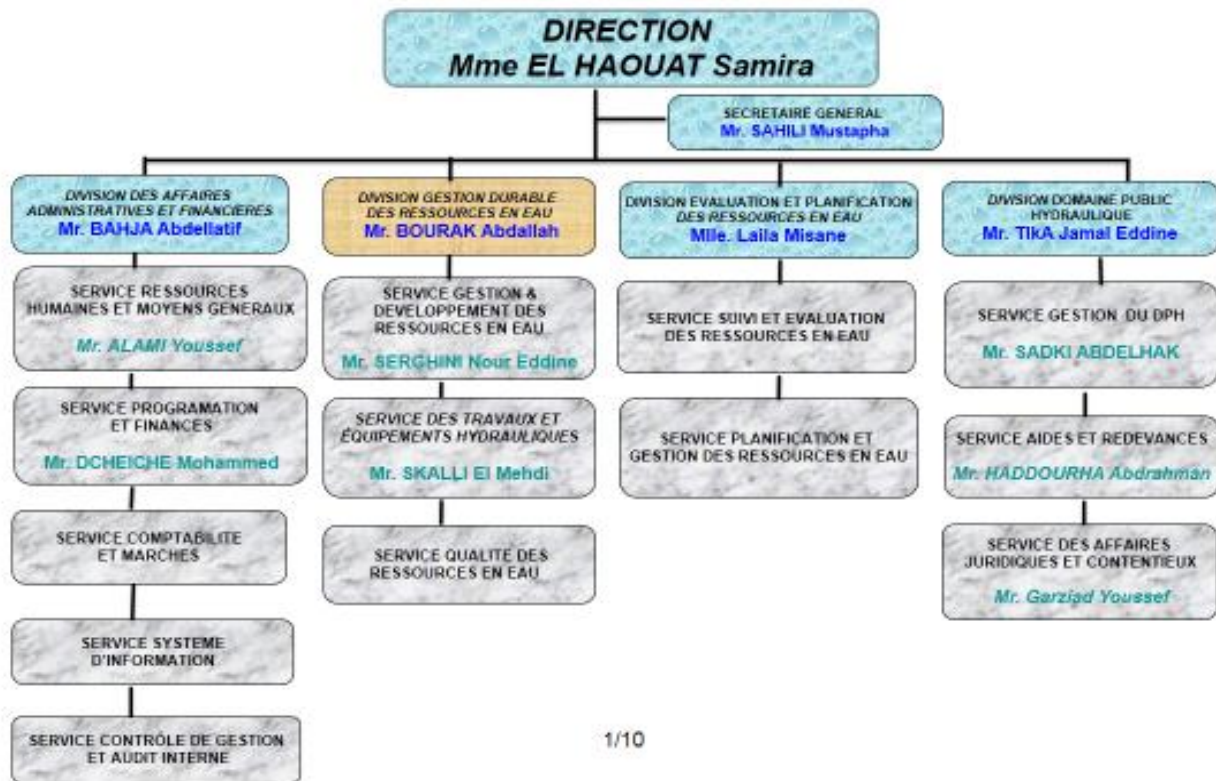 DIRECTION
Mme EL HAOUAT Samira
SECRETAIRE GENERAL
Mr. SAHILI Mustapha
DIVISION DES AFFAIRES
ADMINISTRATIVES ET FINANCIERES
Mr. BAHJA Abdellatif
SERVICE RESSOURCES
HUMAINES ET MOYENS GENERAUX
Mr. ALAMI Youssef
SERVICE PROGRAMATION
ET FINANCES
Mr. DCHEICHE Mohammed
SERVICE COMPTABILITE
ET MARCHES
SERVICE SYSTEME
D'INFORMATION
SERVICE CONTRÔLE DE GESTION
ET AUDIT INTERNE
DIVISION GESTION DURABLE
DES RESSOURCES EN EAU
Mr. BOURAK Abdallah
SERVICE GESTION &
DEVELOPPEMENT DES
RESSOURCES EN EAU
Mr. SERGHINI Nour Eddine
SERVICE DES TRAVAUX ET
ÉQUIPEMENTS HYDRAULIQUES
Mr. SKALLI El Mehdi
SERVICE QUALITE DES
RESSOURCES EN EAU
DIVISION EVALUATION ET PLANIFICATION
DES RESSOURCES EN EAU
Mlle. Laila Misane
SERVICE SUIVI ET EVALUATION
DES RESSOURCES EN EAU
SERVICE PLANIFICATION ET
GESTION DES RESSOURCES EN EAU
DIVISION DOMAINE PUBLIC
HYDRAULIQUE
Mr. TIkA Jamal Eddine
SERVICE GESTION DU DPH
Mr. SADKI ABDELHAK
SERVICE AIDES ET REDEVANCES
Mr. HADDOURHA Abdrahman
SERVICE DES AFFAIRES
JURIDIQUES ET CONTENTIEUX
Mr. Garziad Youssef
1/10